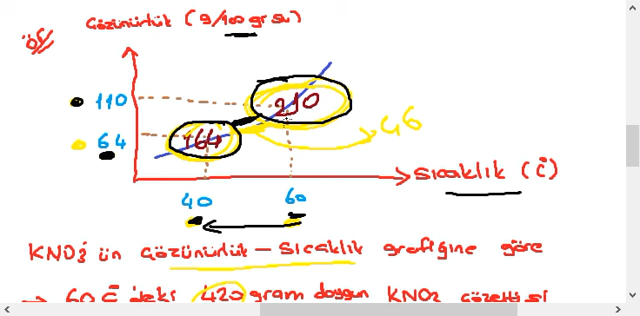 ÖR
Çözünürlük (g/100 gr su)
110
210
64
164
46
Sıcaklık (C°)
40
60
KNO3'ün Çözünürlük - Sıcaklık grafiğine göre
→ 60 C° deki 420 gram doygun KNO3 çözeltisi